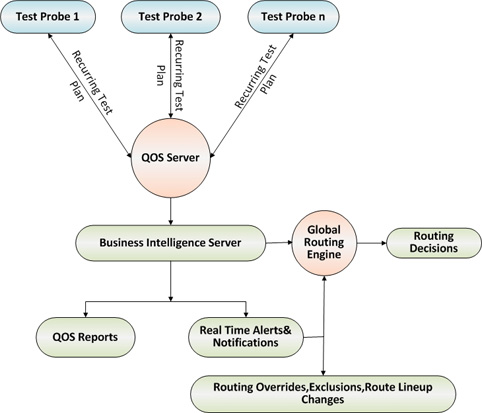 Test Probe 1
Test Probe 2
Test Probe n
Recurring Test
Plan
Recurring Test
Plan
Recurring Test
Plan
QOS Server
Business Intelligence Server
Global
Routing
Engine
Routing
Decisions
QOS Reports
Real Time Alerts&
Notifications
Routing Overrides,Exclusions,Route Lineup
Changes